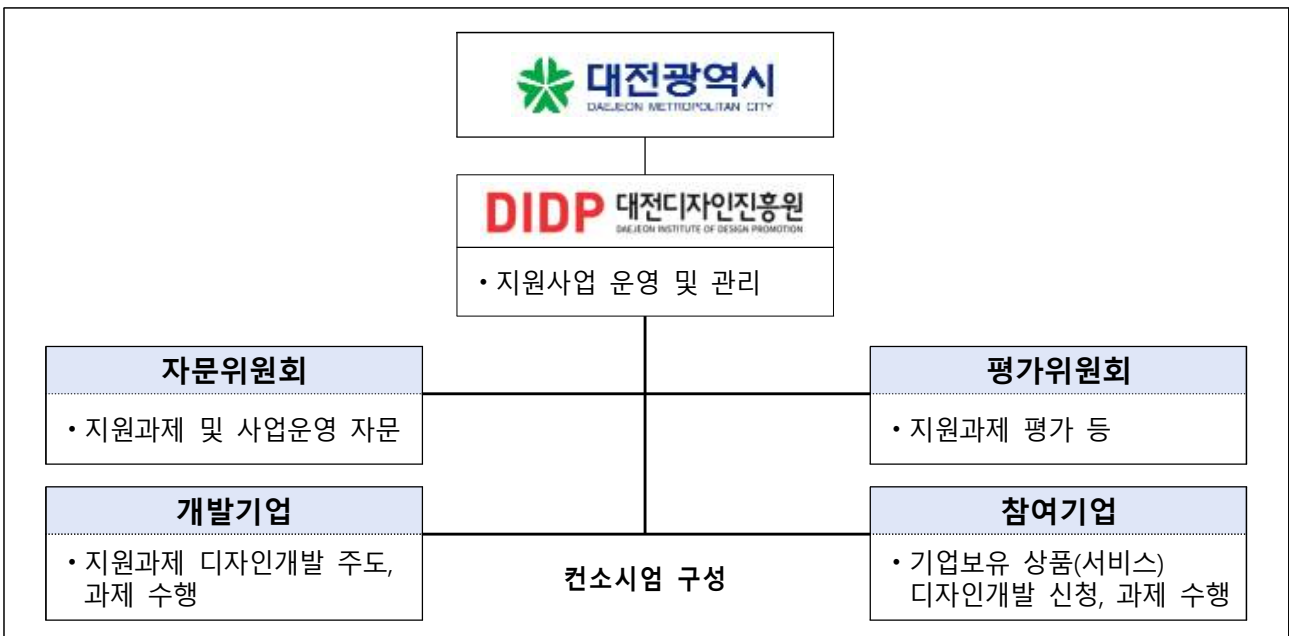 대전광역시
DAEJEON METROPOLITAN CITY
DIDP 대전디자인진흥원
DAEJEON INSTITUTE OF DESIGN PROMOTION
• 지원사업 운영 및 관리
자문위원회
• 지원과제 및 사업운영 자문
평가위원회
• 지원과제 평가 등
개발기업
• 지원과제 디자인개발 주도,
과제 수행
컨소시엄 구성
참여기업
• 기업보유 상품(서비스)
디자인개발 신청, 과제 수행